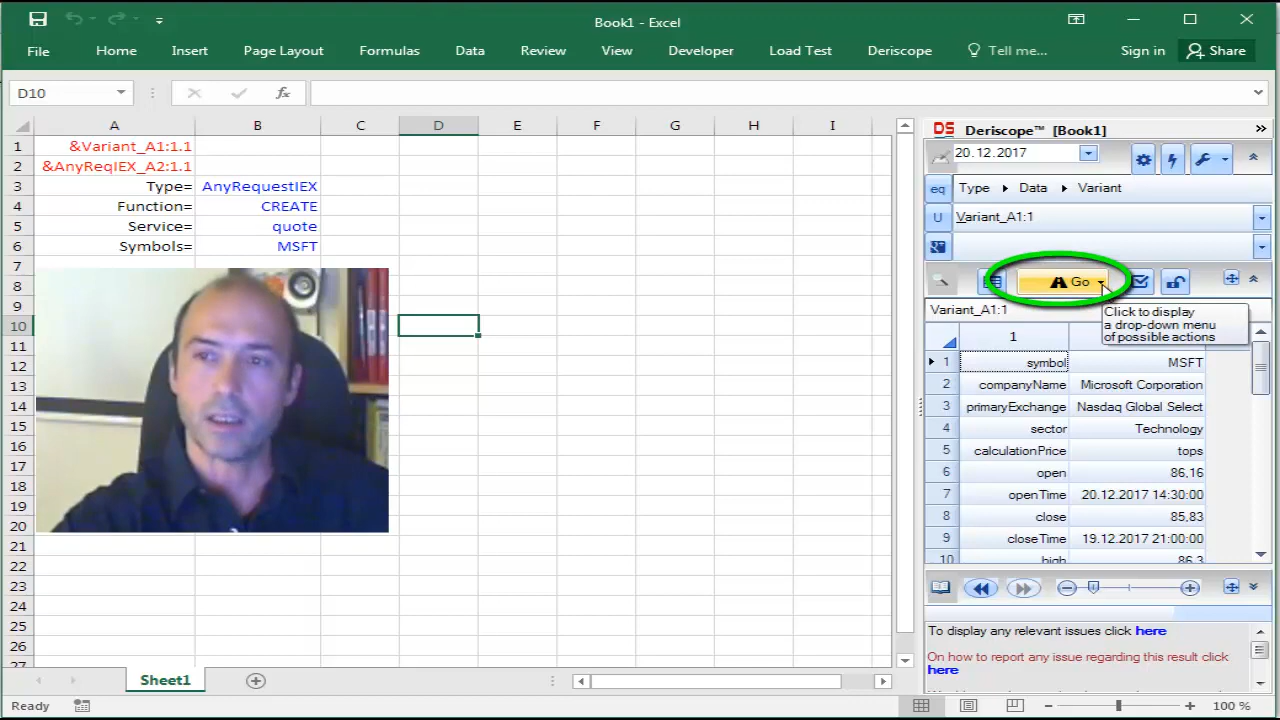 Book1 - Excel
File Home Insert Page Layout Formulas Data Review View Developer Load Test Deriscope Tell me... Sign in Share
D10 fx
A B C D E F G H I
1 &Variant_A1:1.1
2 &AnyReqIEX_A2:1.1
3 Type= AnyRequestIEX
4 Function= CREATE
5 Service= quote
6 Symbols= MSFT
7
8
9
10
11
12
13
14
15
16
17
18
19
20
21
22
23
24
25
26
27
Sheet1
Ready
100 %
DS Deriscope™ [Book1]
20.12.2017
eq Type Data Variant
U Variant_A1:1
Go
Variant_A1:1
Click to display
a drop-down menu
of possible actions
1
1 symbol MSFT
2 companyName Microsoft Corporation
3 primaryExchange Nasdaq Global Select
4 sector Technology
5 calculationPrice tops
6 open 86,16
7 openTime 20.12.2017 14:30:00
8 close 85,83
9 closeTime 19.12.2017 21:00:00
10 high 86,3
To display any relevant issues click here
On how to report any issue regarding this result click
here